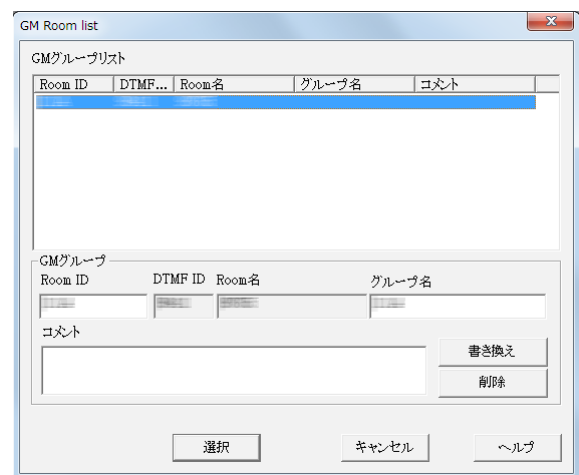 GM Room list
GMグループリスト
Room ID DTMF... Room名 グループ名 コメント
GMグループ
Room ID DTMF ID Room名 グループ名
コメント
書き換え
削除
選択 キャンセル ヘルプ